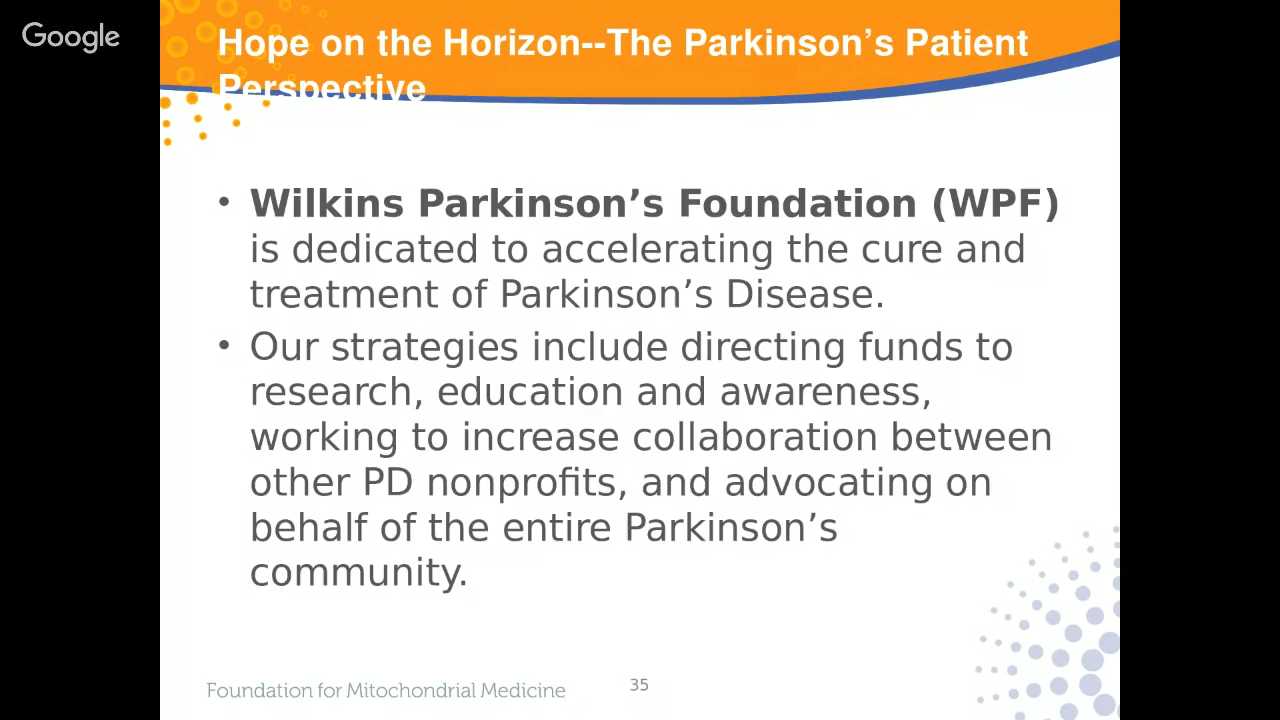 Google
Hope on the Horizon--The Parkinson’s Patient
Perspective
• Wilkins Parkinson’s Foundation (WPF)
is dedicated to accelerating the cure and
treatment of Parkinson’s Disease.
• Our strategies include directing funds to
research, education and awareness,
working to increase collaboration between
other PD nonprofits, and advocating on
behalf of the entire Parkinson’s
community.
Foundation for Mitochondrial Medicine
35